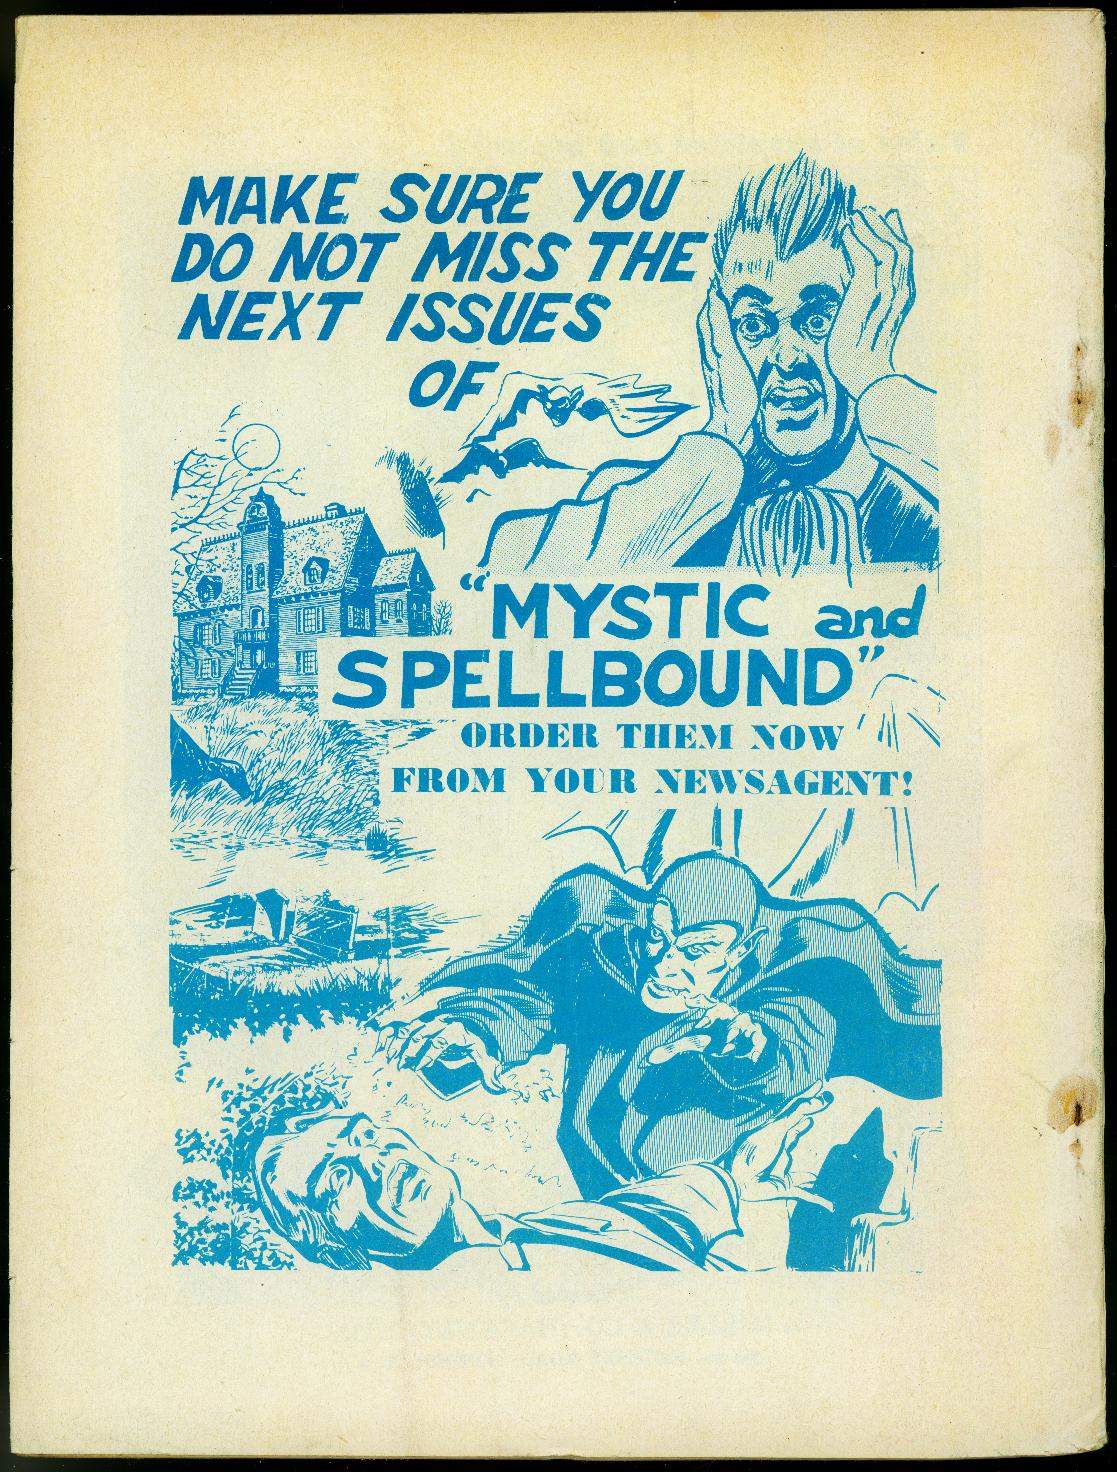 MAKE SURE YOU
DO NOT MISS THE
NEXT ISSUES
OF
"MYSTIC and
SPELLBOUND"
ORDER THEM NOW
FROM YOUR NEWSAGENT!